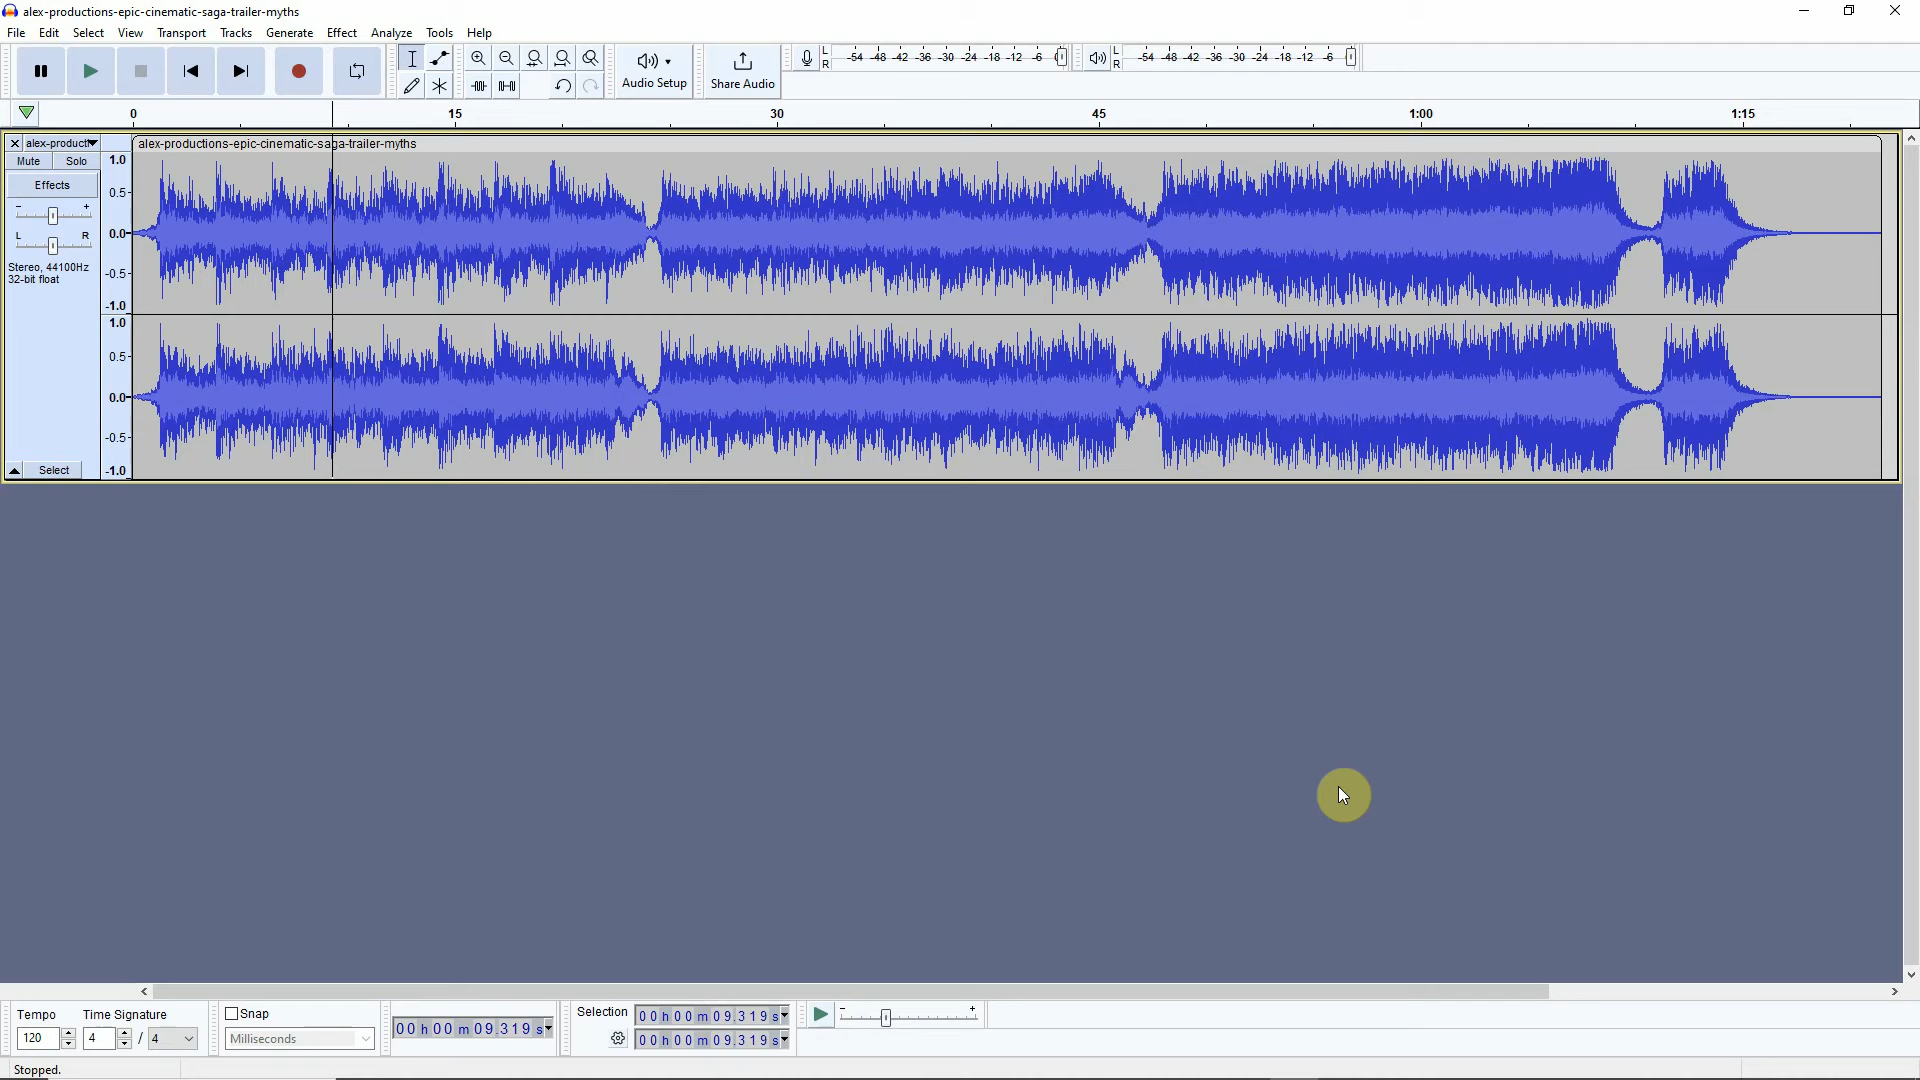 alex-productions-epic-cinematic-saga-trailer-myths
File Edit Select View Transport Tracks Generate Effect Analyze Tools Help
Audio Setup
Share Audio
L
R
-54 -48 -42 -36 -30 -24 -18 -12 -6 0
L
R
-54 -48 -42 -36 -30 -24 -18 -12 -6
0 15 30 45 1:00 1:15
alex-producti
alex-productions-epic-cinematic-saga-trailer-myths
Mute Solo
Effects
- +
L R
Stereo, 44100Hz
32-bit float
Select
1.0
0.5
0.0
-0.5
-1.0
1.0
0.5
0.0
-0.5
-1.0
Tempo
120
Time Signature
4 / 4
Snap
Milliseconds
00 h 00 m 09.319 s
Selection
00 h 00 m 09.319 s
00 h 00 m 09.319 s
- +
Stopped.